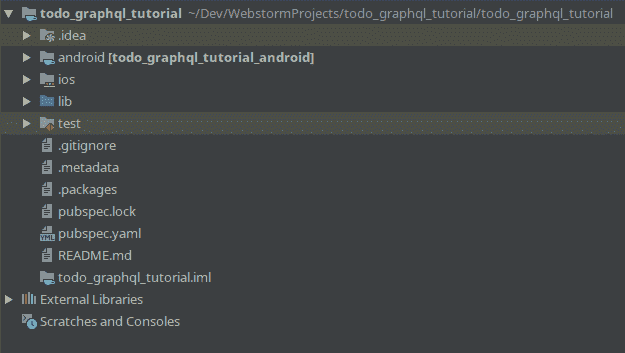 todo_graphql_tutorial ~/Dev/WebstormProjects/todo_graphql_tutorial/todo_graphql_tutorial
.idea
android [todo_graphql_tutorial_android]
ios
lib
test
.gitignore
.metadata
.packages
pubspec.lock
YML pubspec.yaml
README.md
todo_graphql_tutorial.iml
External Libraries
Scratches and Consoles